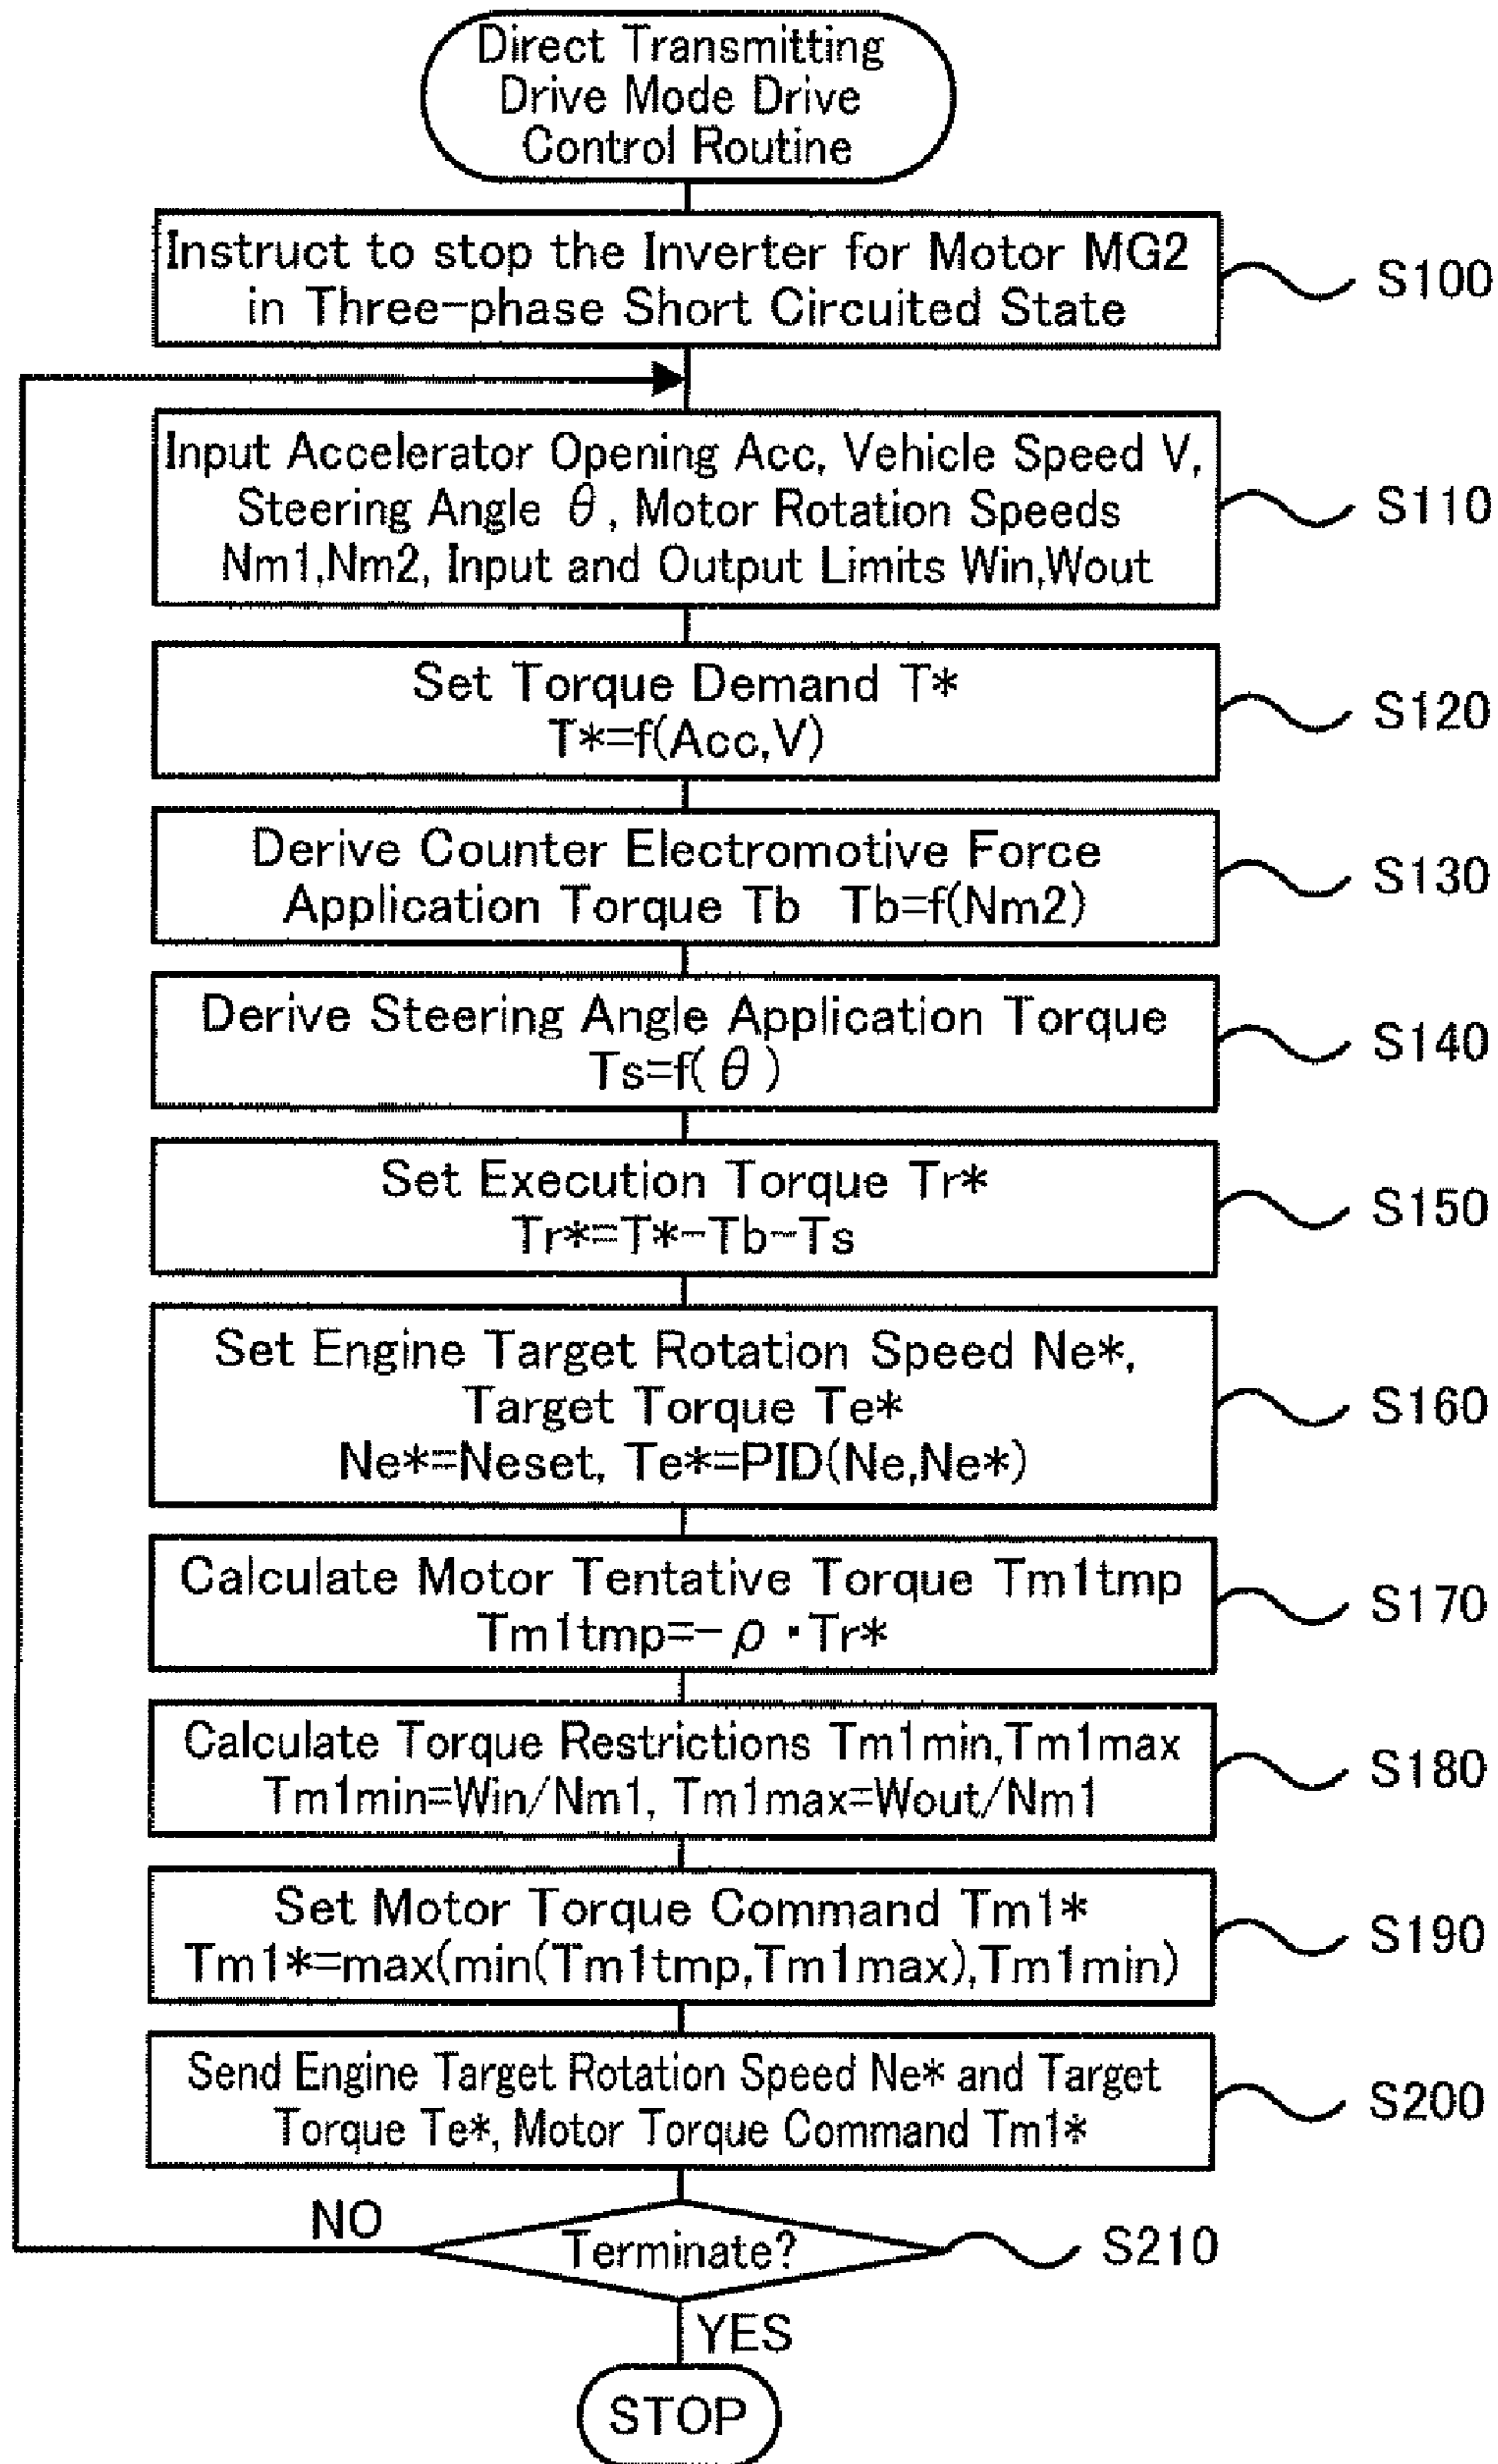 Direct Transmitting
Drive Mode Drive
Control Routine
Instruct to stop the Inverter for Motor MG2
in Three-phase Short Circuited State
S100
Input Accelerator Opening Acc, Vehicle Speed V,
Steering Angle θ, Motor Rotation Speeds
Nm1,Nm2, Input and Output Limits Win,Wout
S110
Set Torque Demand T*
T*=f(Acc,V)
S120
Derive Counter Electromotive Force
Application Torque Tb Tb=f(Nm2)
S130
Derive Steering Angle Application Torque
Ts=f(θ)
S140
Set Execution Torque Tr*
Tr*=T*-Tb-Ts
S150
Set Engine Target Rotation Speed Ne*,
Target Torque Te*
Ne*=Neset, Te*=PID(Ne,Ne*)
S160
Calculate Motor Tentative Torque Tm1tmp
Tm1tmp=-ρ・Tr*
S170
Calculate Torque Restrictions Tm1min,Tm1max
Tm1min=Win/Nm1, Tm1max=Wout/Nm1
S180
Set Motor Torque Command Tm1*
Tm1*=max(min(Tm1tmp,Tm1max),Tm1min)
S190
Send Engine Target Rotation Speed Ne* and Target
Torque Te*, Motor Torque Command Tm1*
S200
NO
Terminate?
S210
YES
STOP